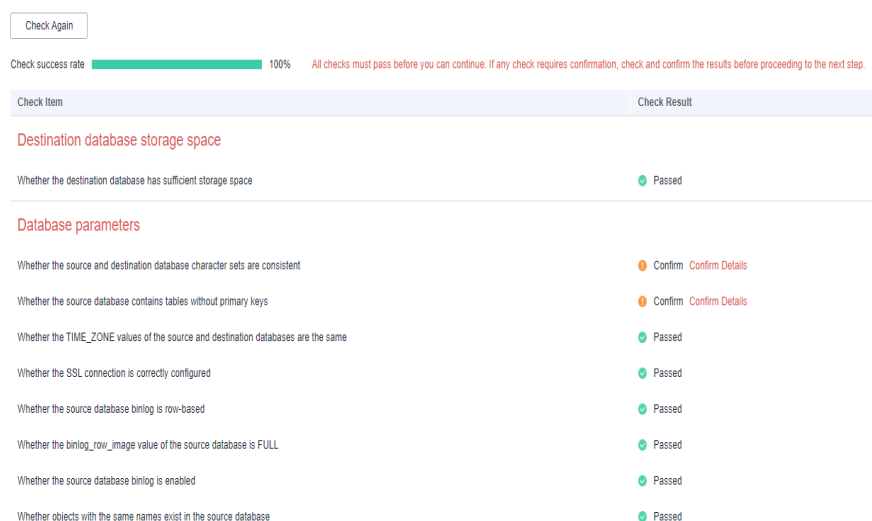 Check Again
Check success rate 100% All checks must pass before you can continue. If any check requires confirmation, check and confirm the results before proceeding to the next step.
Check Item Check Result
Destination database storage space
Whether the destination database has sufficient storage space Passed
Database parameters
Whether the source and destination database character sets are consistent Confirm Confirm Details
Whether the source database contains tables without primary keys Confirm Confirm Details
Whether the TIME_ZONE values of the source and destination databases are the same Passed
Whether the SSL connection is correctly configured Passed
Whether the source database binlog is row-based Passed
Whether the binlog_row_image value of the source database is FULL Passed
Whether the source database binlog is enabled Passed
Whether objects with the same names exist in the source database Passed